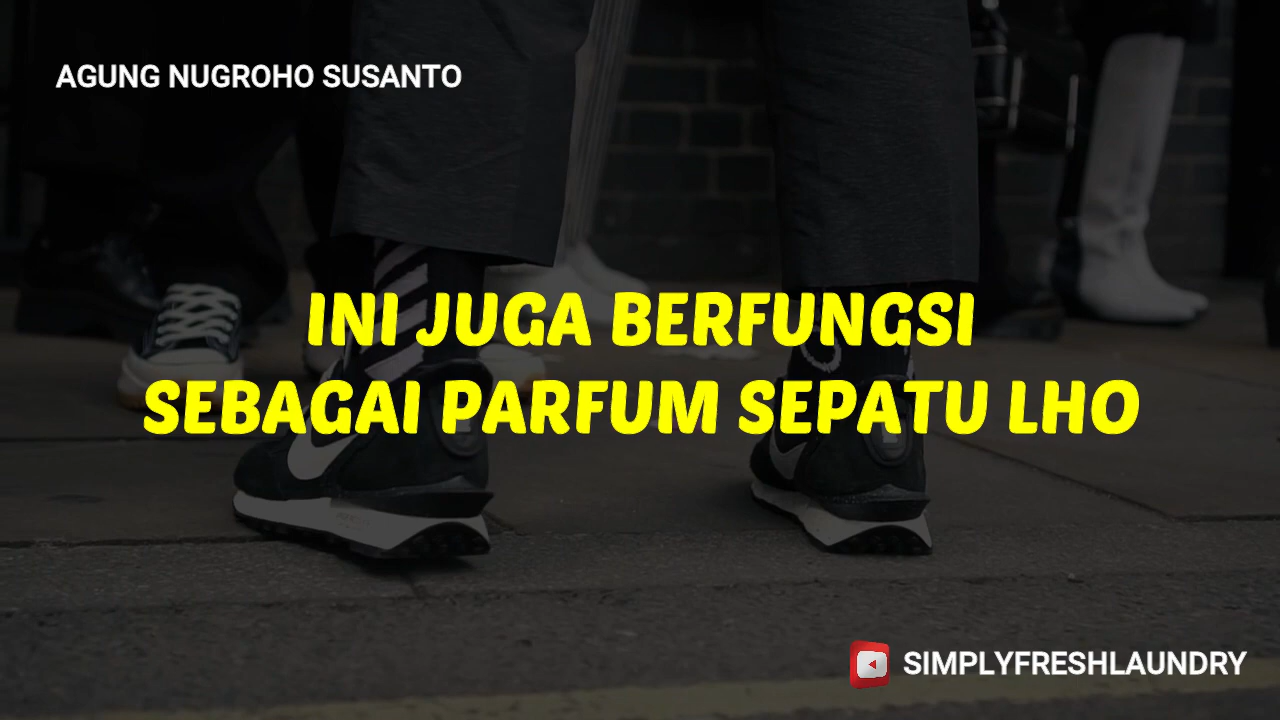 AGUNG NUGROHO SUSANTO
INI JUGA BERFUNGSI
SEBAGAI PARFUM SEPATU LHO
SIMPLYFRESHLAUNDRY